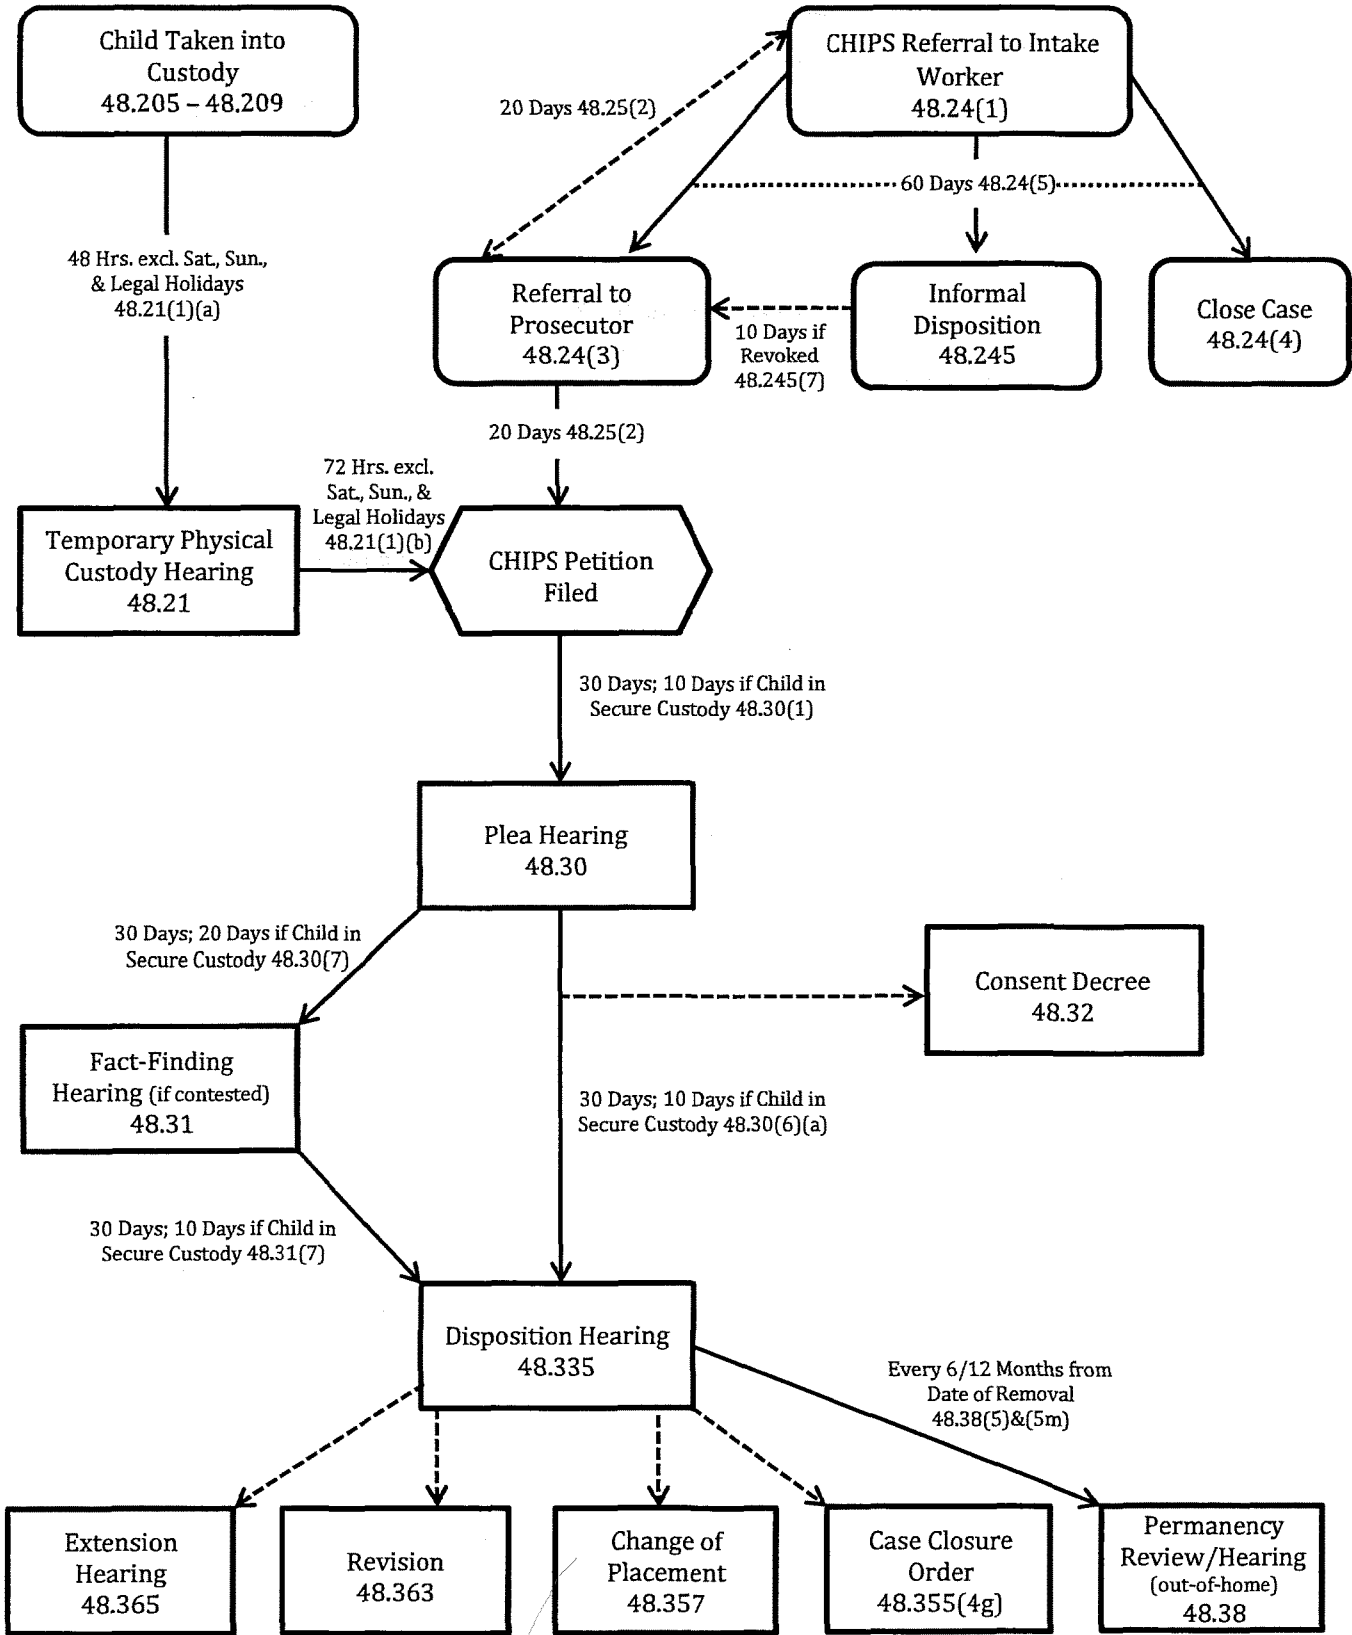 Child Taken into
Custody
48.205 – 48.209
CHIPS Referral to Intake
Worker
48.24(1)
20 Days 48.25(2)
60 Days 48.24(5)
48 Hrs. excl. Sat., Sun.,
& Legal Holidays
48.21(1)(a)
Referral to
Prosecutor
48.24(3)
10 Days if
Revoked
48.245(7)
Informal
Disposition
48.245
Close Case
48.24(4)
20 Days 48.25(2)
72 Hrs. excl.
Sat., Sun., &
Legal Holidays
48.21(1)(b)
Temporary Physical
Custody Hearing
48.21
CHIPS Petition
Filed
30 Days; 10 Days if Child in
Secure Custody 48.30(1)
Plea Hearing
48.30
30 Days; 20 Days if Child in
Secure Custody 48.30(7)
Consent Decree
48.32
Fact-Finding
Hearing (if contested)
48.31
30 Days; 10 Days if Child in
Secure Custody 48.30(6)(a)
30 Days; 10 Days if Child in
Secure Custody 48.31(7)
Disposition Hearing
48.335
Every 6/12 Months from
Date of Removal
48.38(5)&(5m)
Extension
Hearing
48.365
Revision
48.363
Change of
Placement
48.357
Case Closure
Order
48.355(4g)
Permanency
Review/Hearing
(out-of-home)
48.38